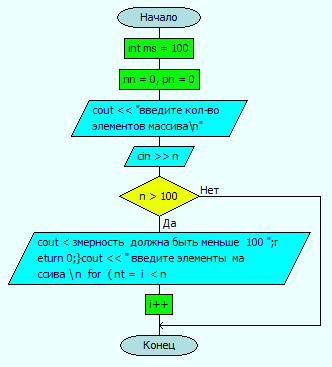 Начало
int ms = 100
nn = 0, pn = 0
cout << "введите кол-во
элементов массива\n"
cin >> n
n > 100
Нет
Да
cout < змерность должна быть меньше 100 ";r
eturn 0;}cout << " введите элементы ма
ссива \ n for ( nt = i < n
i++
Конец